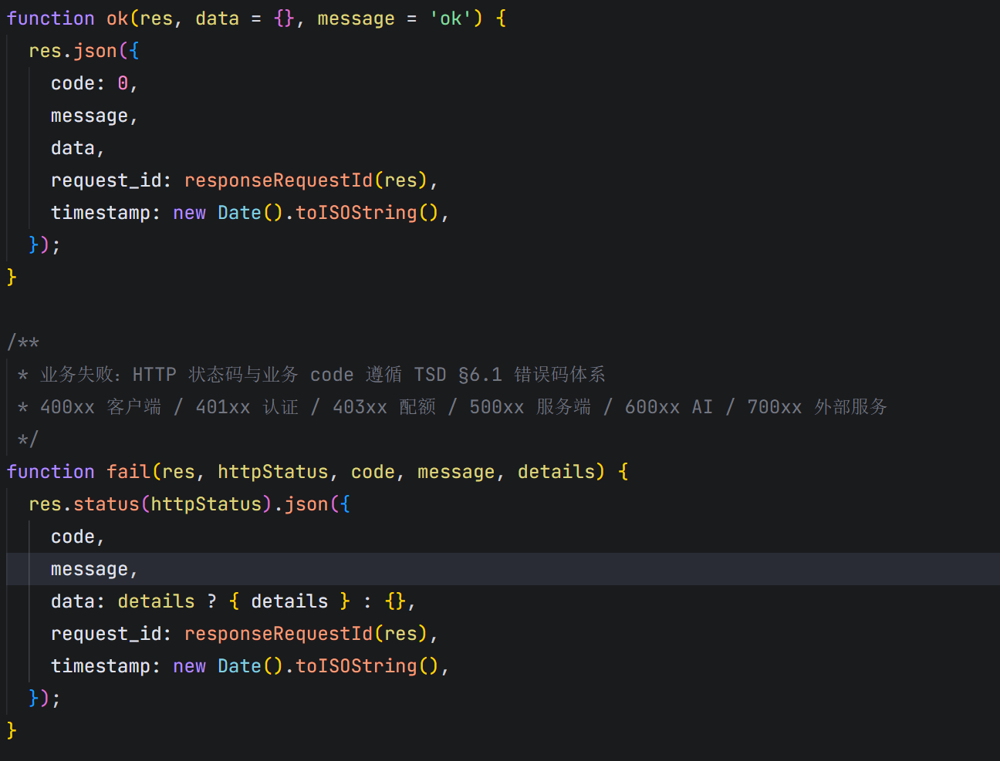 function ok(res, data = {}, message = 'ok') {
  res.json({
    code: 0,
    message,
    data,
    request_id: responseRequestId(res),
    timestamp: new Date().toISOString(),
  });
}

/**
 * 业务失败：HTTP 状态码与业务 code 遵循 TSD §6.1 错误码体系
 * 400xx 客户端 / 401xx 认证 / 403xx 配额 / 500xx 服务端 / 600xx AI / 700xx 外部服务
 */
function fail(res, httpStatus, code, message, details) {
  res.status(httpStatus).json({
    code,
    message,
    data: details ? { details } : {},
    request_id: responseRequestId(res),
    timestamp: new Date().toISOString(),
  });
}